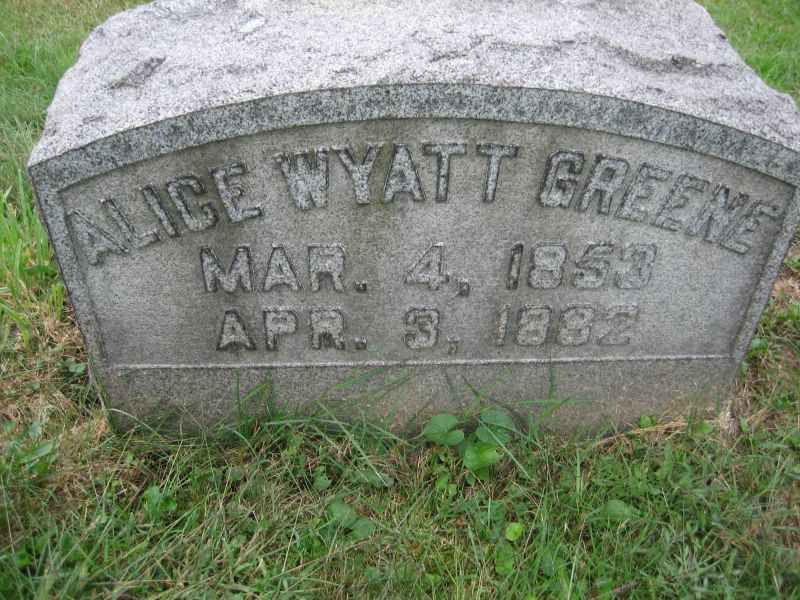 ALICE WYATT GREENE
MAR. 4, 1853
APR. 3, 1882